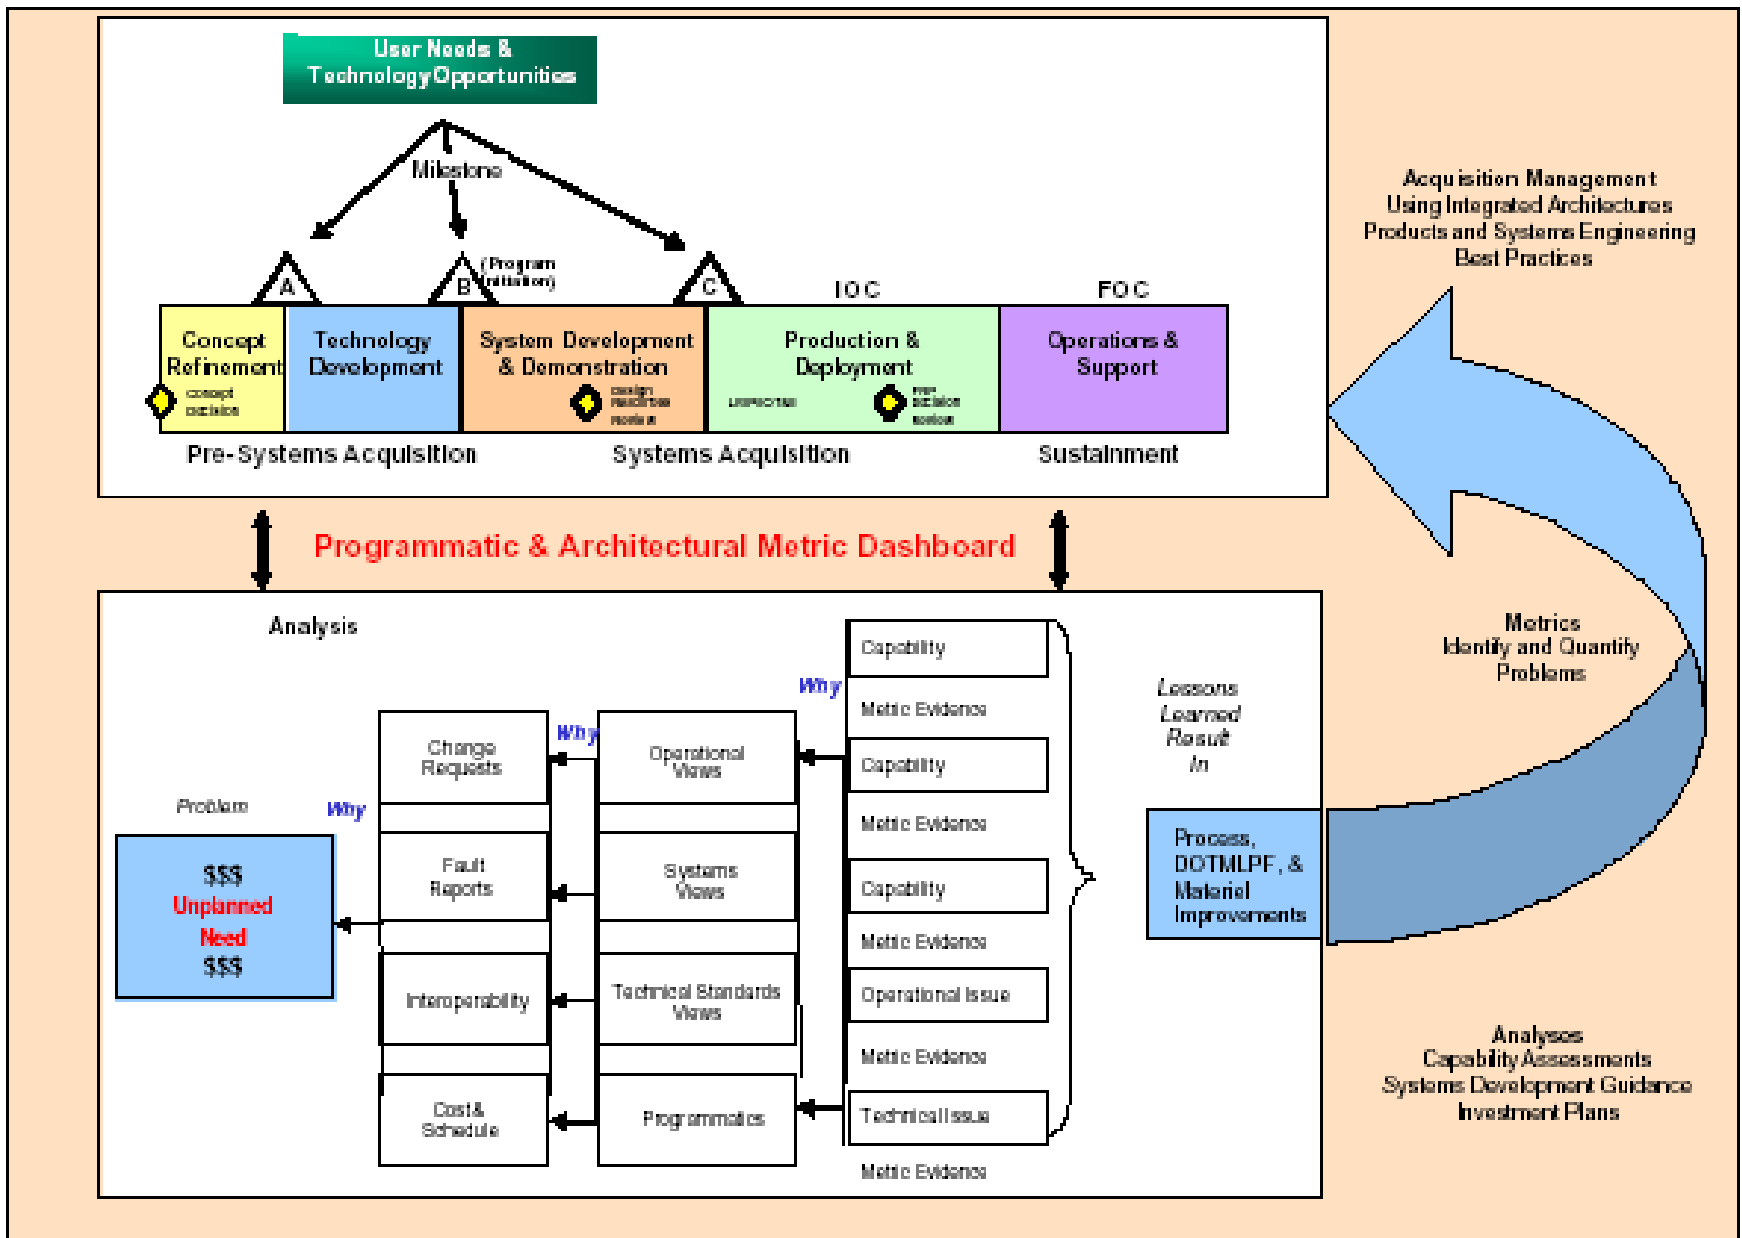 User Needs &
Technology Opportunities
Milestone
A
B
(Program
Initiation)
C
IOC
FOC
Concept
Refinement
Concept
Decision
Technology
Development
System Development
& Demonstration
Design
Readiness
Review
Production &
Deployment
FRP
Decision
Review
Operations &
Support
Pre-Systems Acquisition
Systems Acquisition
Sustainment
Acquisition Management
Using Integrated Architectures
Products and Systems Engineering
Best Practices
Programmatic & Architectural Metric Dashboard
Metrics
Identify and Quantify
Problems
Analysis
Problem
$$$
Unplanned
Need
$$$
Why
Change
Requests
Fault
Reports
Interoperability
Cost &
Schedule
Why
Operational
Views
Systems
Views
Technical Standards
Views
Programmatics
Why
Capability
Metric Evidence
Capability
Metric Evidence
Capability
Metric Evidence
Operational Issue
Metric Evidence
Technical Issue
Metric Evidence
Lessons
Learned
Result
In
Process,
DOTMLPF, &
Materiel
Improvements
Analyses
Capability Assessments
Systems Development Guidance
Investment Plans